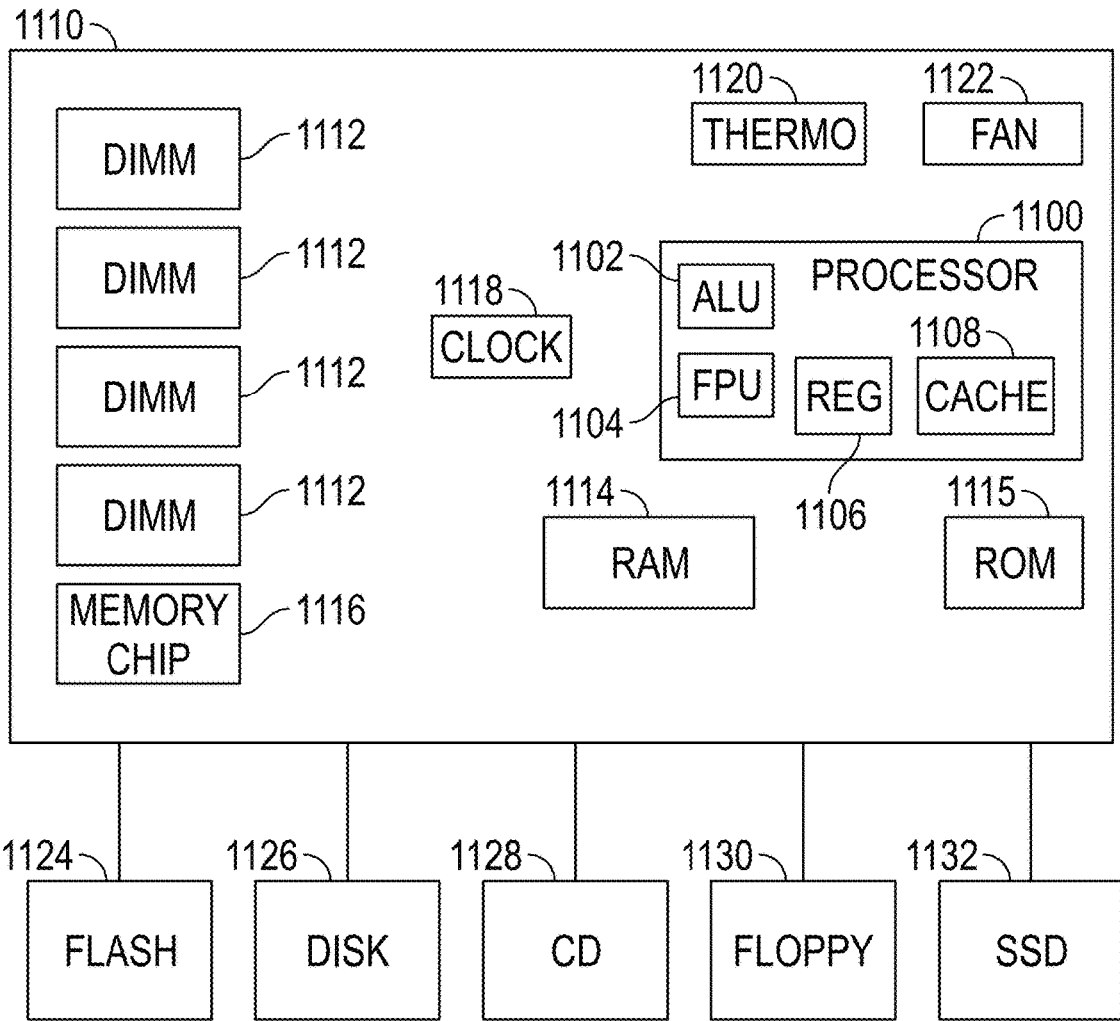 1110
1120
1122
THERMO
FAN
DIMM
1112
DIMM
1112
DIMM
1112
DIMM
1112
MEMORY
CHIP
1116
1118
CLOCK
1100
PROCESSOR
1102
ALU
FPU
1104
REG
1106
1108
CACHE
1114
RAM
1115
ROM
1124
FLASH
1126
DISK
1128
CD
1130
FLOPPY
1132
SSD